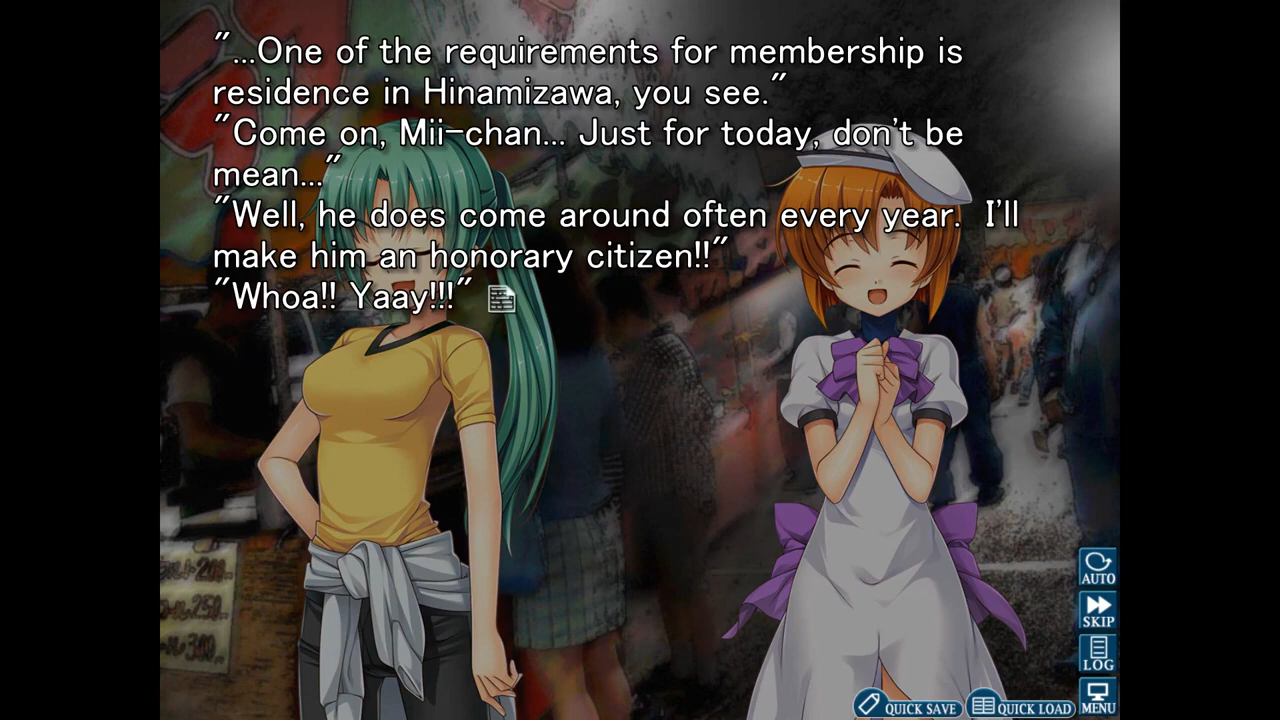 "...One of the requirements for membership is
residence in Hinamizawa, you see."
"Come on, Mii-chan... Just for today, don't be
mean..."
"Well, he does come around often every year.  I'll
make him an honorary citizen!!"
"Whoa!! Yaay!!!"
AUTO
SKIP
LOG
MENU
QUICK SAVE
QUICK LOAD